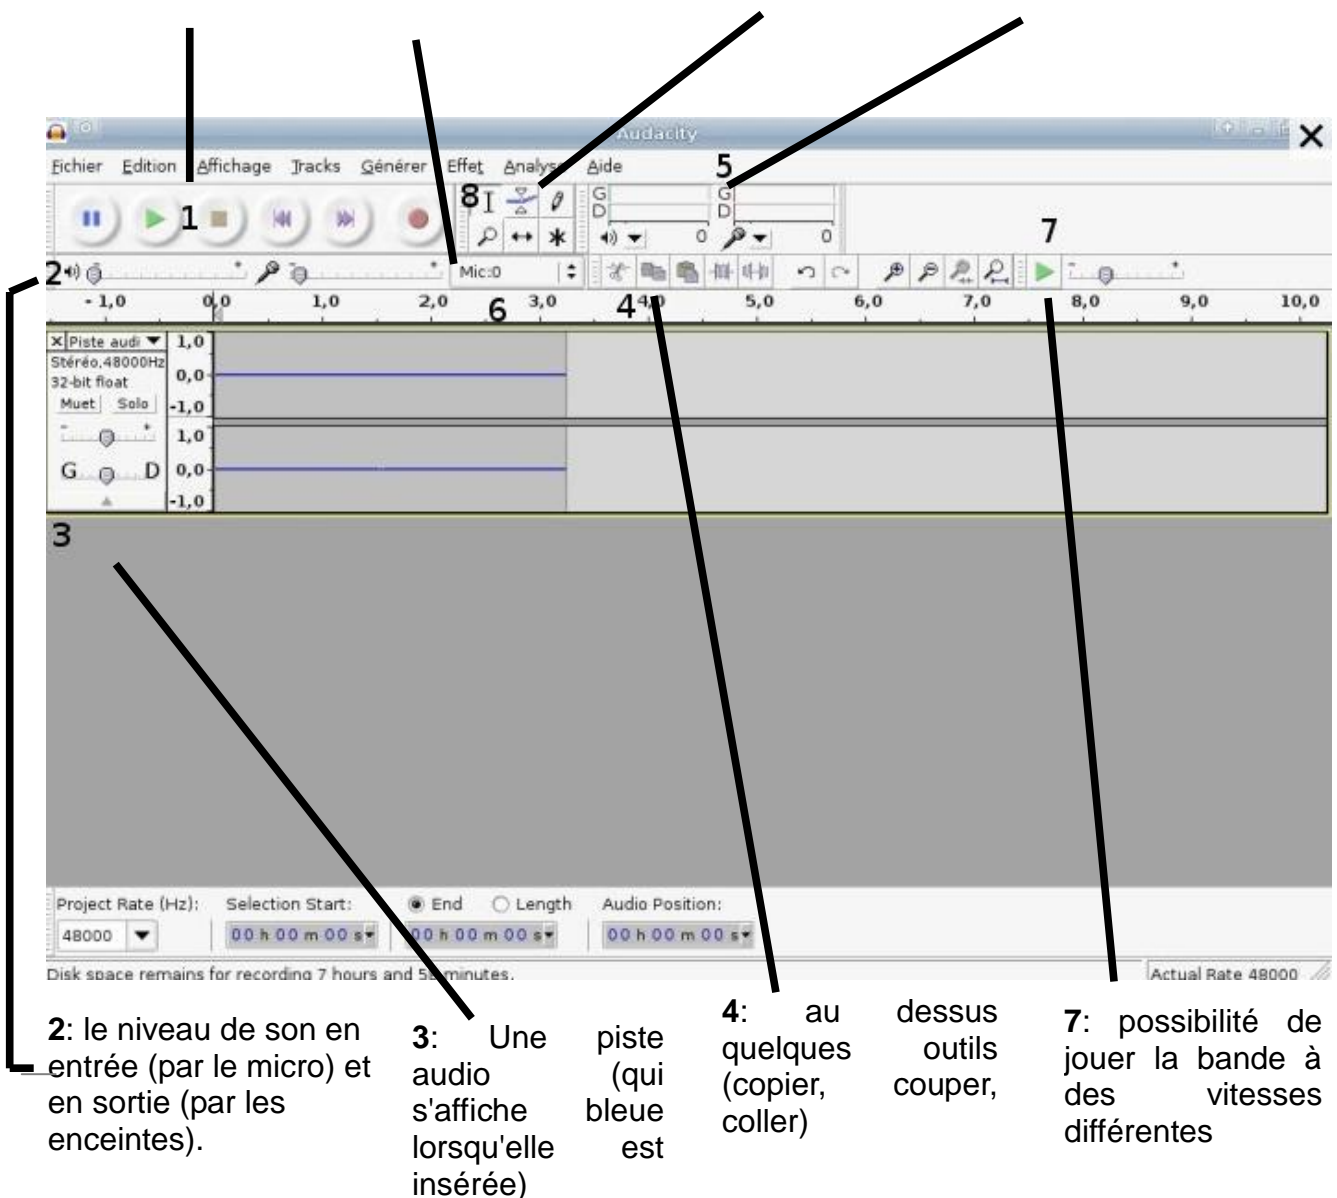 Audacity
Fichier Edition Affichage Tracks Générer Effet Analyse Aide
5
1
8
G
D
0
G
D
0
7
2
Mic:0
- 1,0 0,0 1,0 2,0 3,0 4,0 5,0 6,0 7,0 8,0 9,0 10,0
6
4
Piste audi
Stéréo,48000Hz
32-bit float
Muet Solo
- +
G D
1,0
0,0
-1,0
1,0
0,0
-1,0
3
Project Rate (Hz): Selection Start: End Length Audio Position:
48000 00 h 00 m 00 s 00 h 00 m 00 s 00 h 00 m 00 s
Disk space remains for recording 7 hours and minutes.
Actual Rate 48000
2: le niveau de son en
entrée (par le micro) et
en sortie (par les
enceintes).
3: Une piste
audio (qui
s'affiche bleue
lorsqu'elle est
insérée)
4: au dessus
quelques outils
(copier, couper,
coller)
7: possibilité de
jouer la bande à
des vitesses
différentes